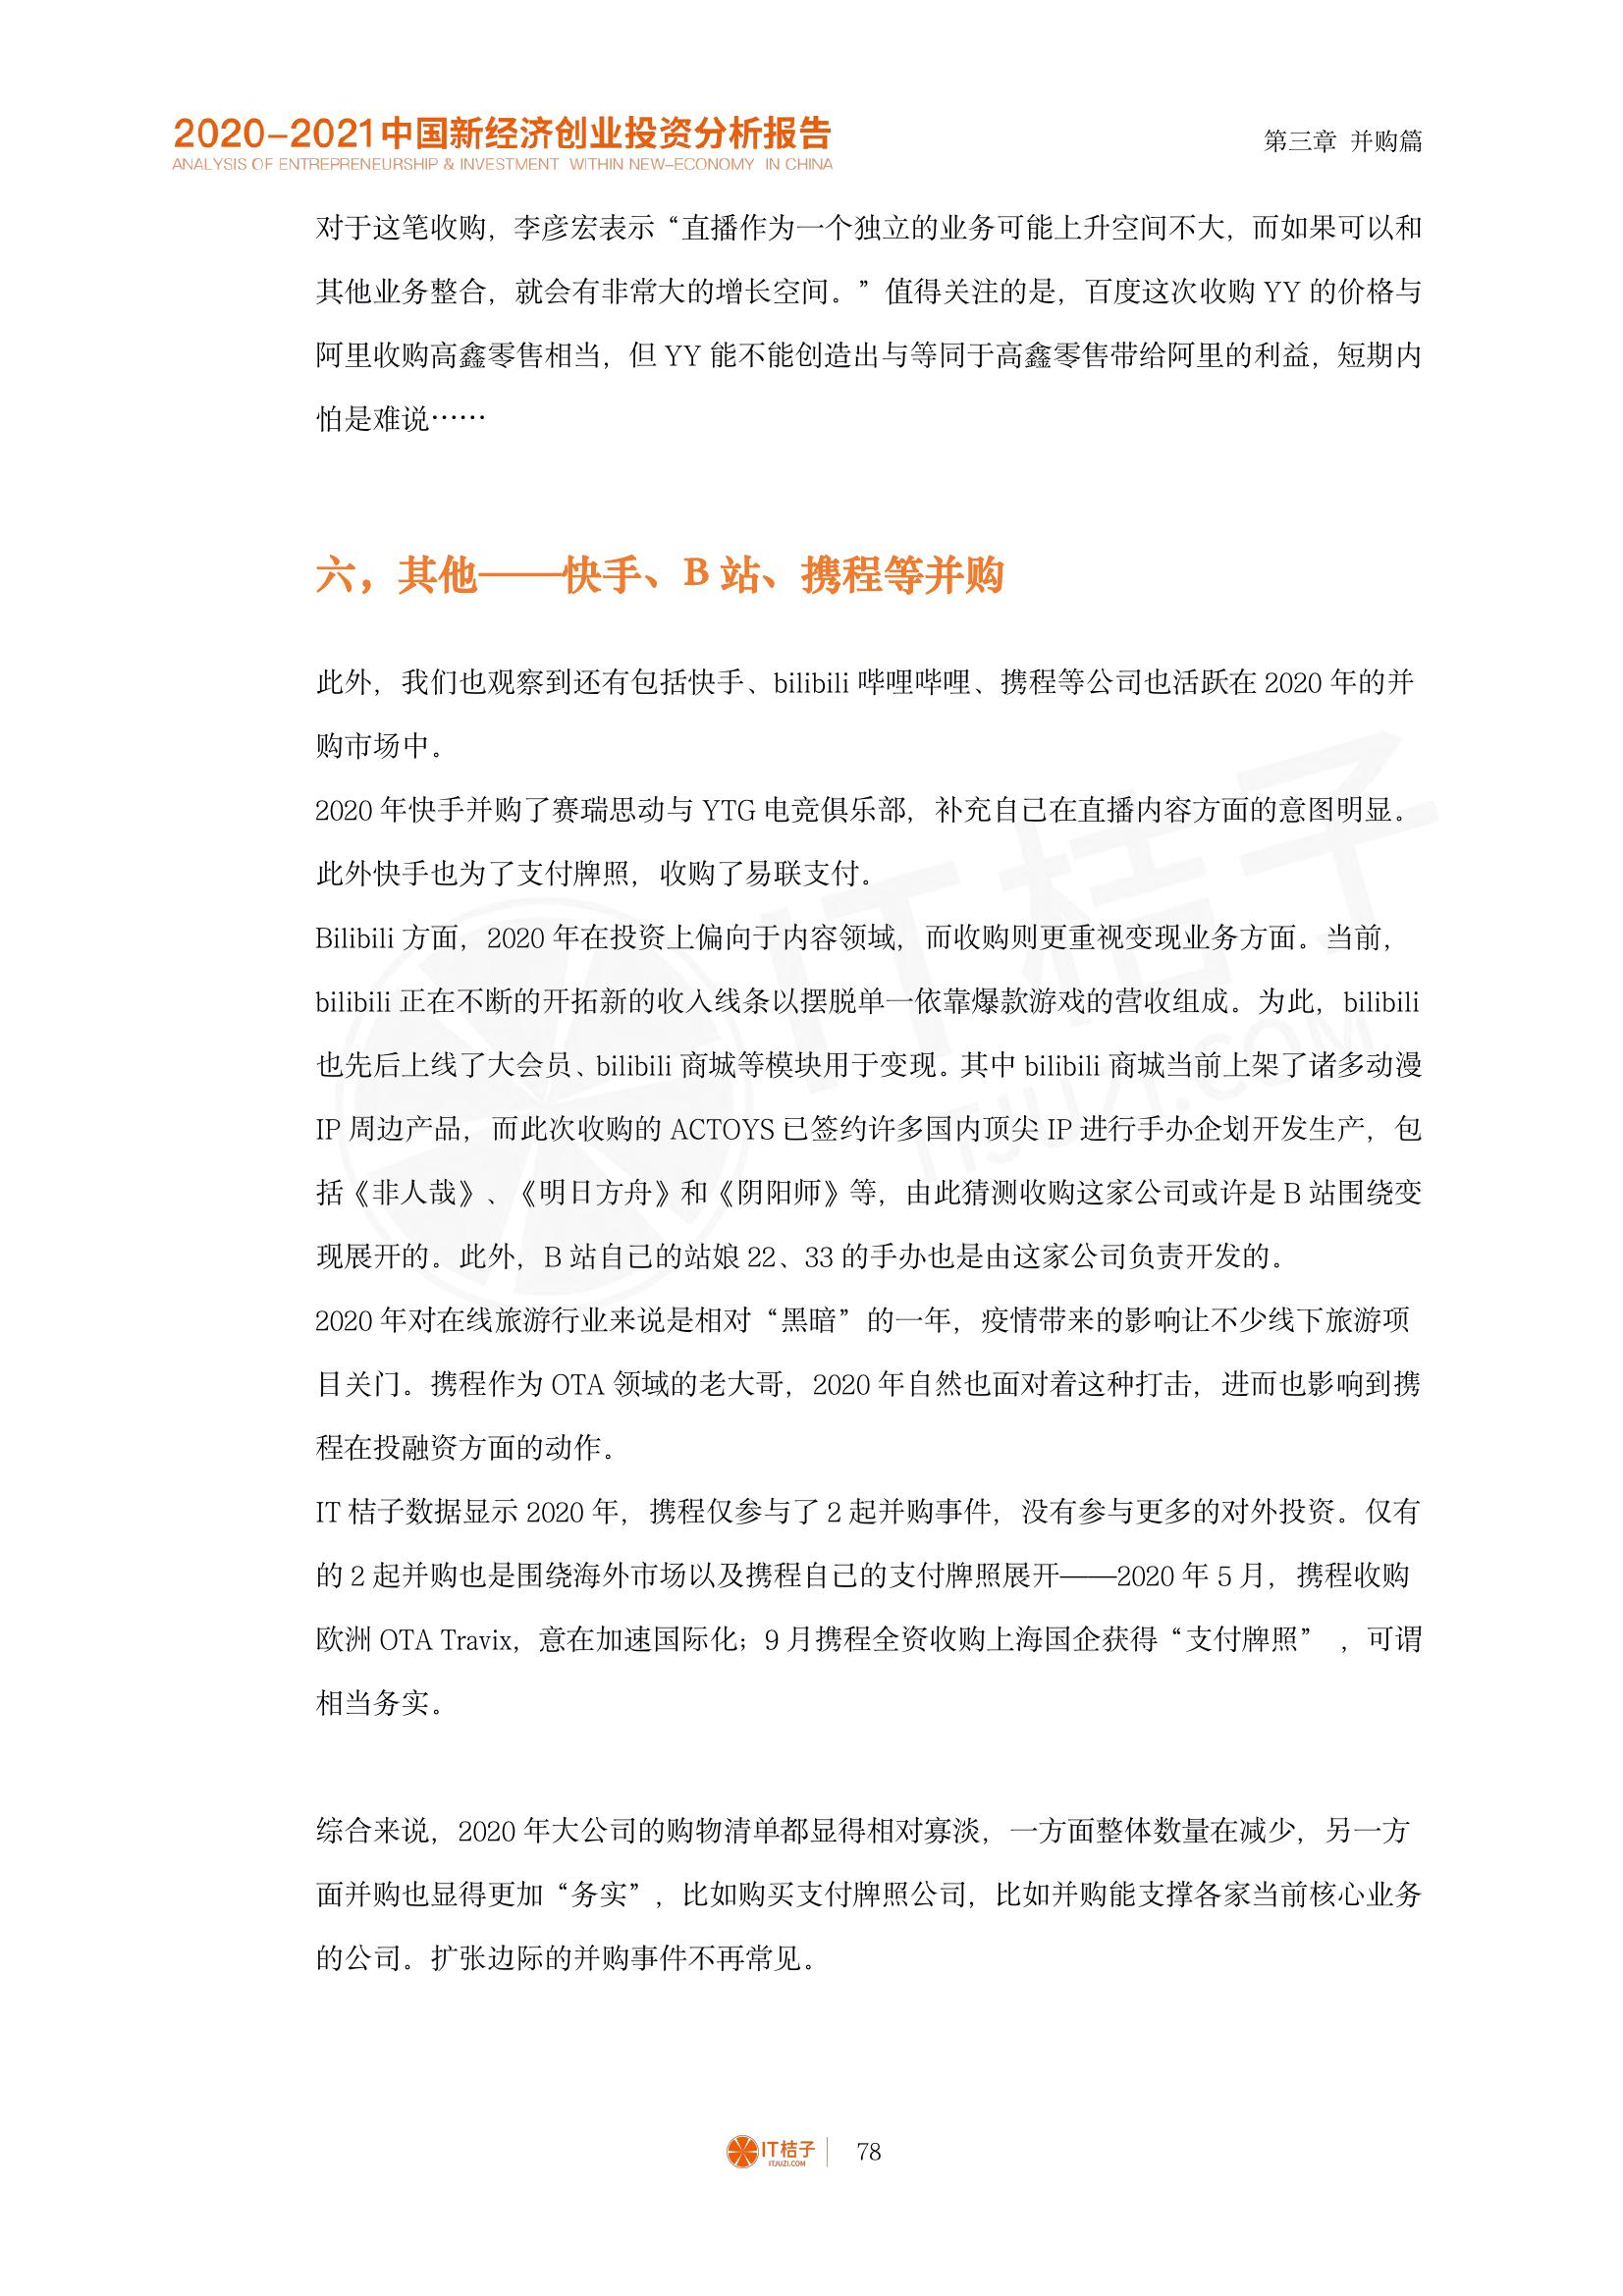 2020-2021中国新经济创业投资分析报告
ANALYSIS OF ENTREPRENEURSHIP & INVESTMENT WITHIN NEW-ECONOMY IN CHINA
第三章 并购篇
对于这笔收购，李彦宏表示“直播作为一个独立的业务可能上升空间不大，而如果可以和
其他业务整合，就会有非常大的增长空间。”值得关注的是，百度这次收购 YY 的价格与
阿里收购高鑫零售相当，但 YY 能不能创造出与等同于高鑫零售带给阿里的利益，短期内
怕是难说……
六，其他——快手、B 站、携程等并购
此外，我们也观察到还有包括快手、bilibili 哔哩哔哩、携程等公司也活跃在 2020 年的并
购市场中。
2020 年快手并购了赛瑞思动与 YTG 电竞俱乐部，补充自己在直播内容方面的意图明显。
此外快手也为了支付牌照，收购了易联支付。
Bilibili 方面，2020 年在投资上偏向于内容领域，而收购则更重视变现业务方面。当前，
bilibili 正在不断的开拓新的收入线条以摆脱单一依靠爆款游戏的营收组成。为此，bilibili
也先后上线了大会员、bilibili 商城等模块用于变现。其中 bilibili 商城当前上架了诸多动漫
IP 周边产品，而此次收购的 ACTOYS 已签约许多国内顶尖 IP 进行手办企划开发生产，包
括《非人哉》、《明日方舟》和《阴阳师》等，由此猜测收购这家公司或许是 B 站围绕变
现展开的。此外，B 站自己的站娘 22、33 的手办也是由这家公司负责开发的。
2020 年对在线旅游行业来说是相对“黑暗”的一年，疫情带来的影响让不少线下旅游项
目关门。携程作为 OTA 领域的老大哥，2020 年自然也面对着这种打击，进而也影响到携
程在投融资方面的动作。
IT 桔子数据显示 2020 年，携程仅参与了 2 起并购事件，没有参与更多的对外投资。仅有
的 2 起并购也是围绕海外市场以及携程自己的支付牌照展开——2020 年 5 月，携程收购
欧洲 OTA Travix，意在加速国际化；9 月携程全资收购上海国企获得“支付牌照” ，可谓
相当务实。
综合来说，2020 年大公司的购物清单都显得相对寡淡，一方面整体数量在减少，另一方
面并购也显得更加“务实”，比如购买支付牌照公司，比如并购能支撑各家当前核心业务
的公司。扩张边际的并购事件不再常见。
IT桔子
ITJUZI.COM
IT桔子
ITJUZI.COM
78